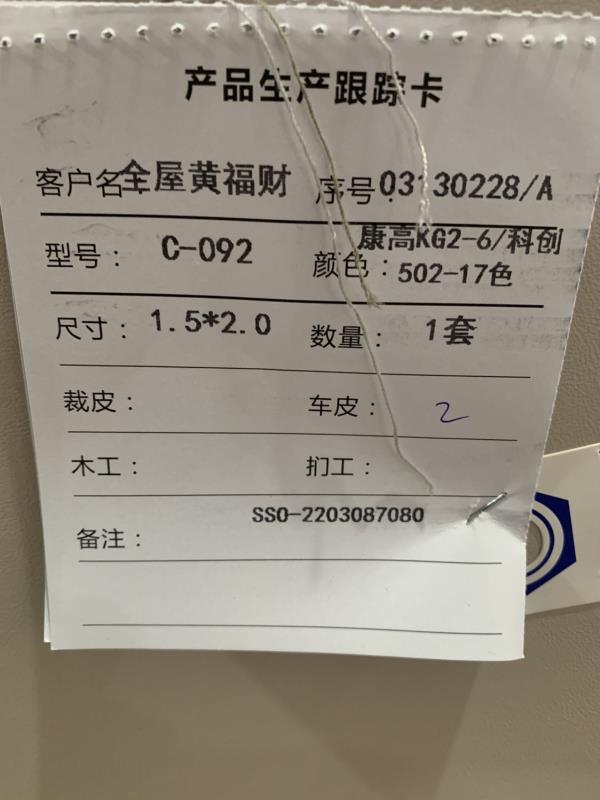 产品生产跟踪卡
客户名：全屋黄福财 序号：03130228/A
型号：C-092 颜色：康高KG2-6/科创
502-17色
尺寸：1.5*2.0 数量：1套
裁皮： 车皮：2
木工： 扪工：
SSO-2203087080
备注：